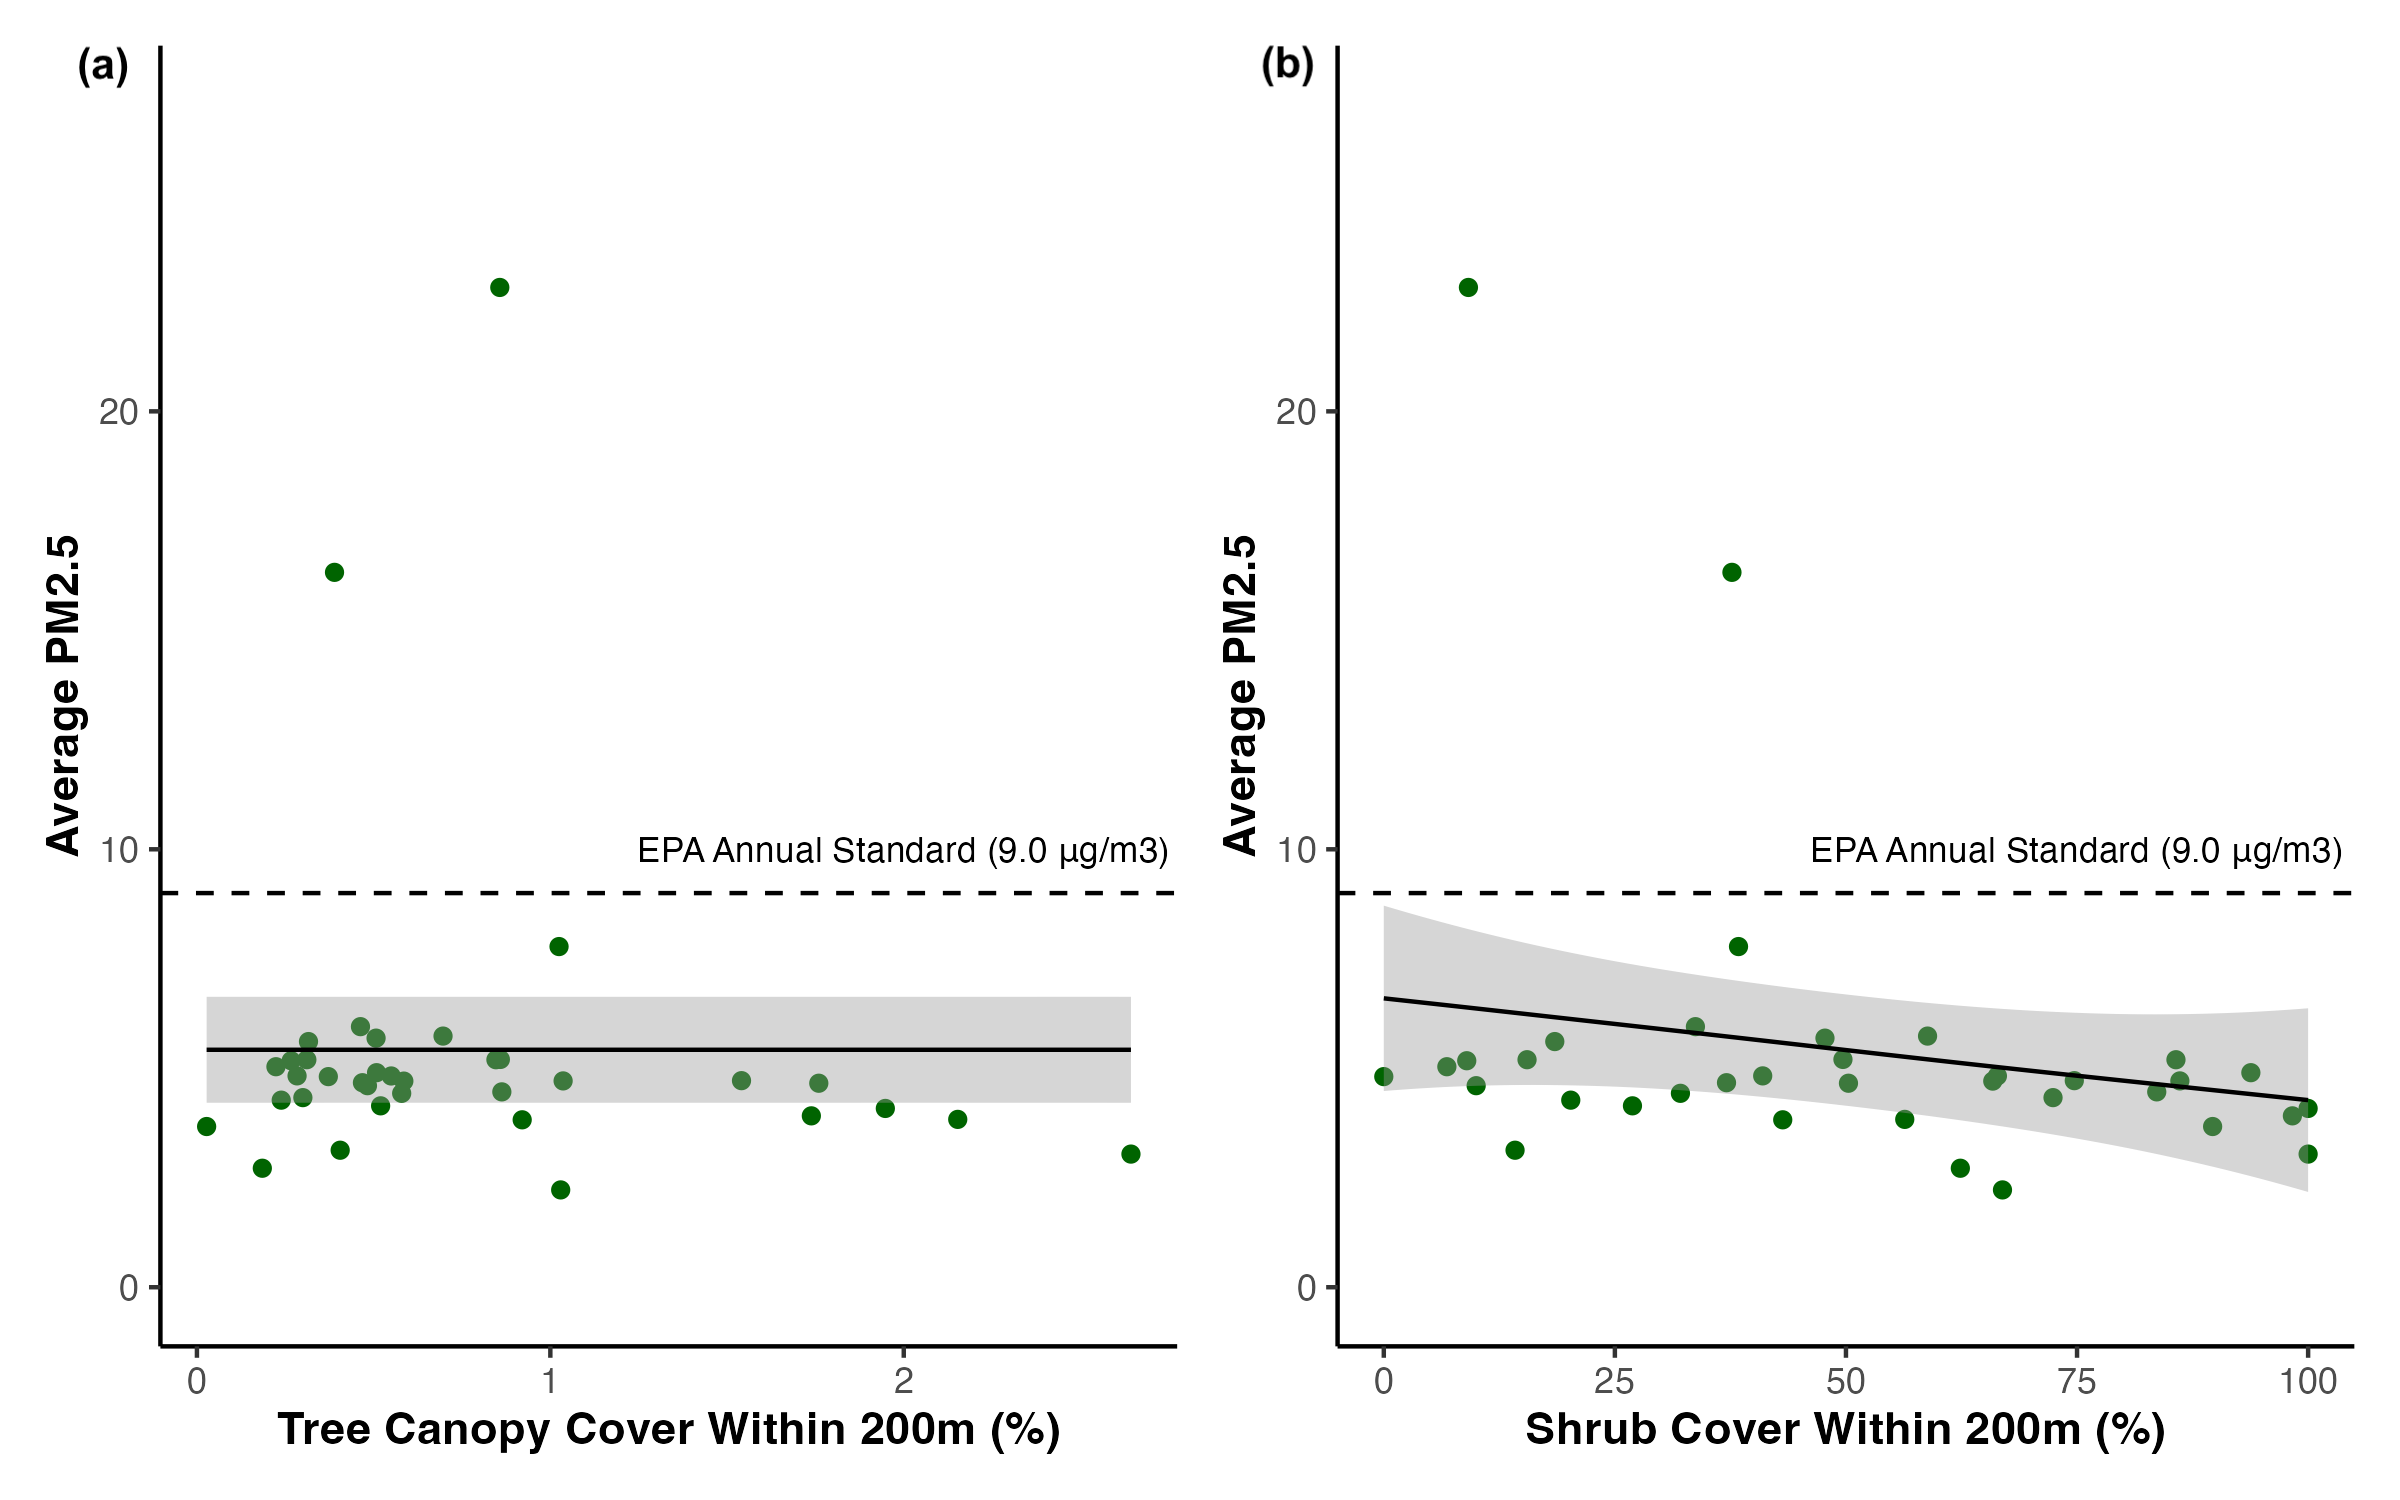 (a)
Average PM2.5
20
10
0
EPA Annual Standard (9.0 µg/m3)
0 1 2
Tree Canopy Cover Within 200m (%)
(b)
Average PM2.5
20
10
0
EPA Annual Standard (9.0 µg/m3)
0 25 50 75 100
Shrub Cover Within 200m (%)